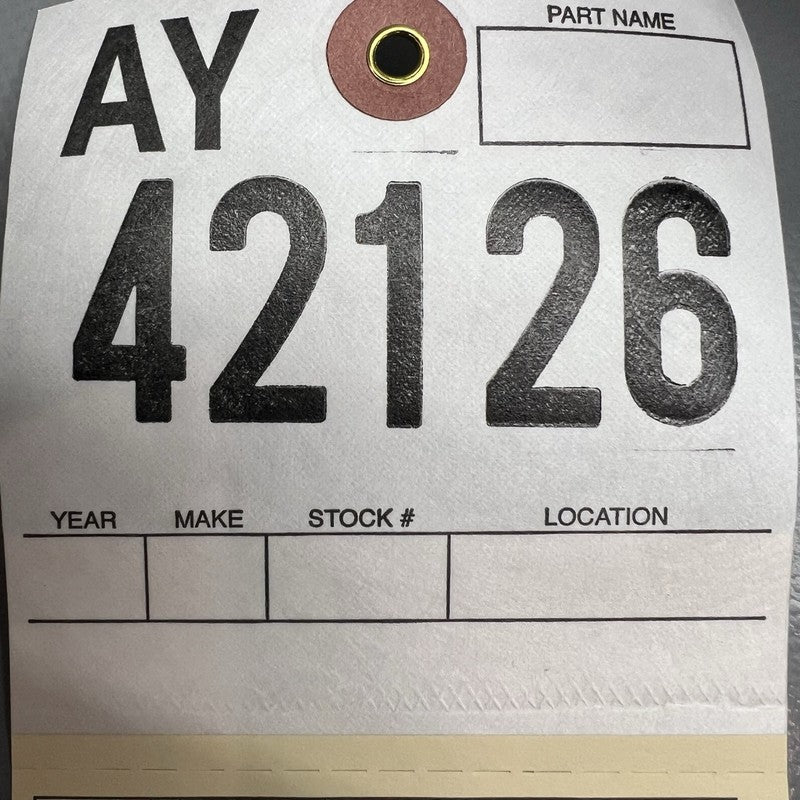 AY
PART NAME
42126
YEAR MAKE STOCK # LOCATION